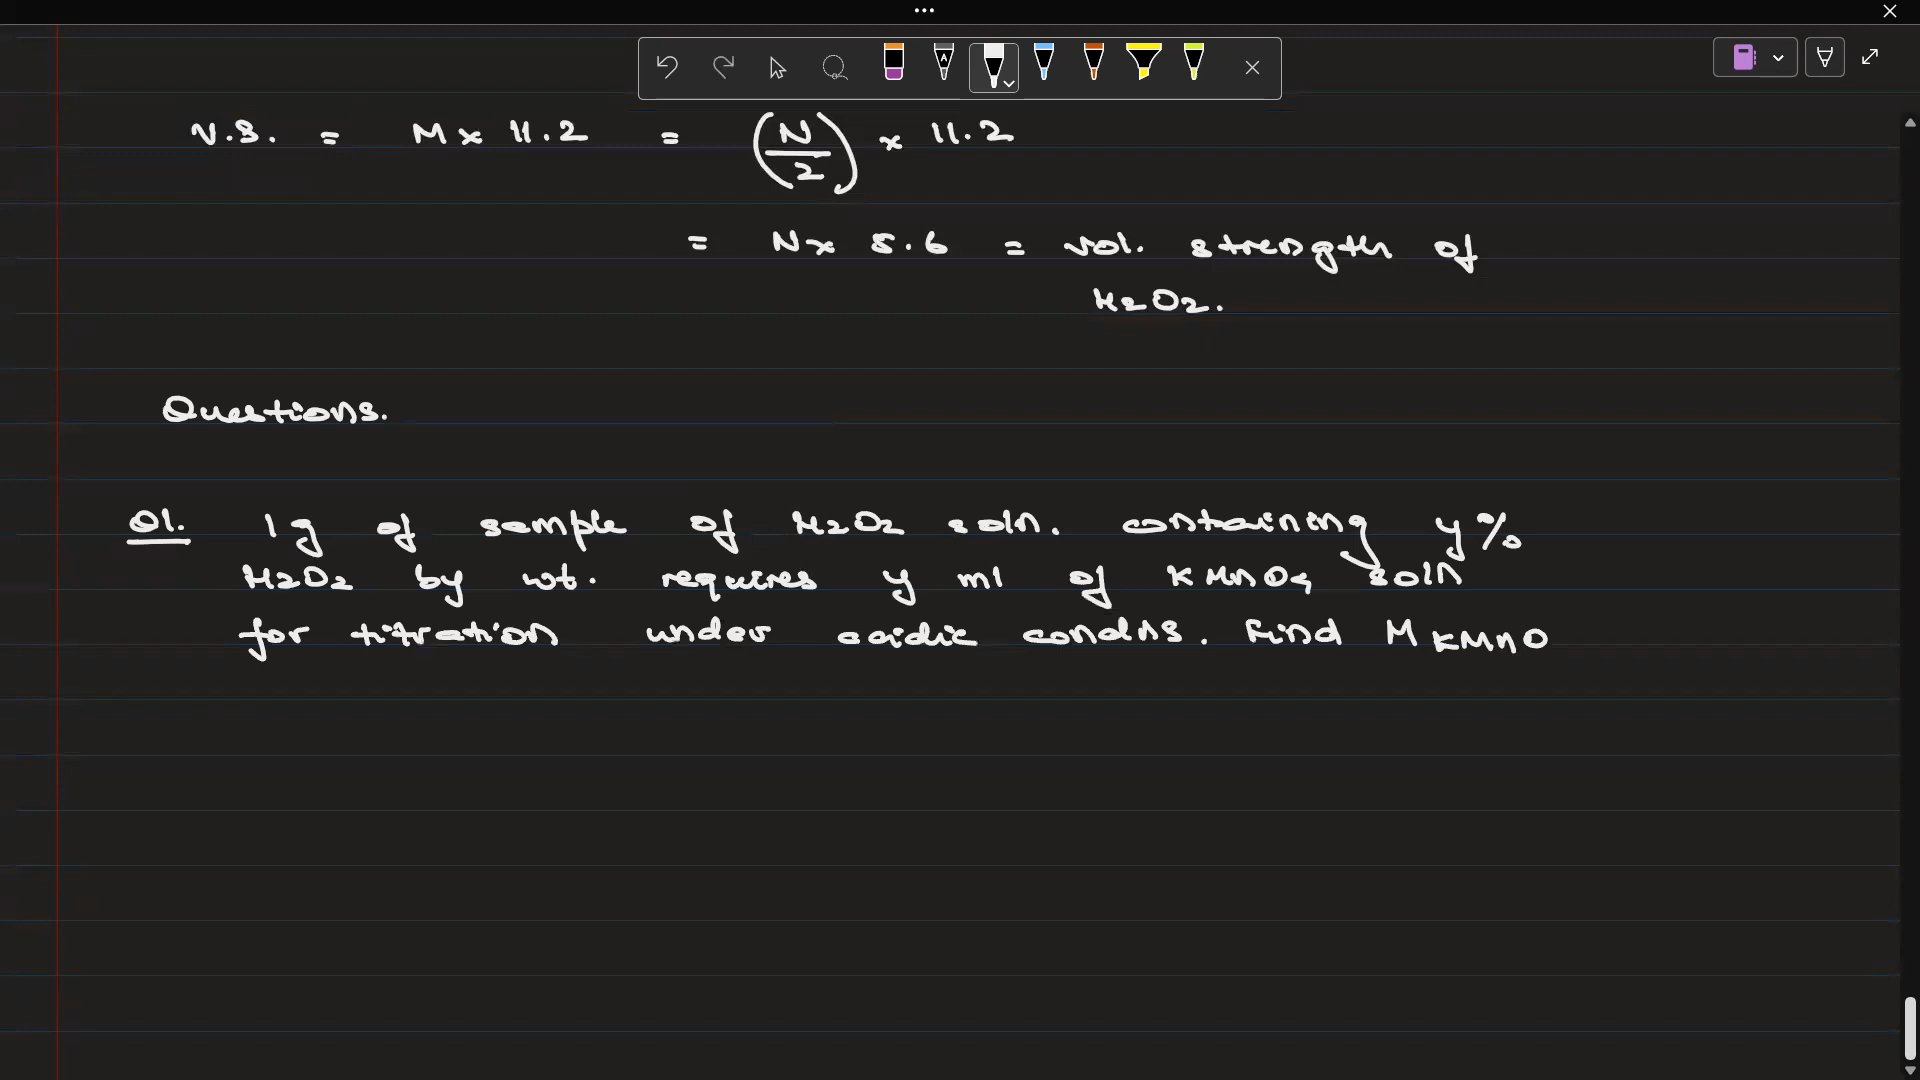 V.S. = M x 11.2 = (N/2) x 11.2
= N x 5.6 = vol. strength of
H2O2.
Questions.
Q1. 1 g of sample of H2O2 soln. containing y%
H2O2 by wt. requires y ml of KMnO4 soln
for titration under acidic condns. Find M KMnO